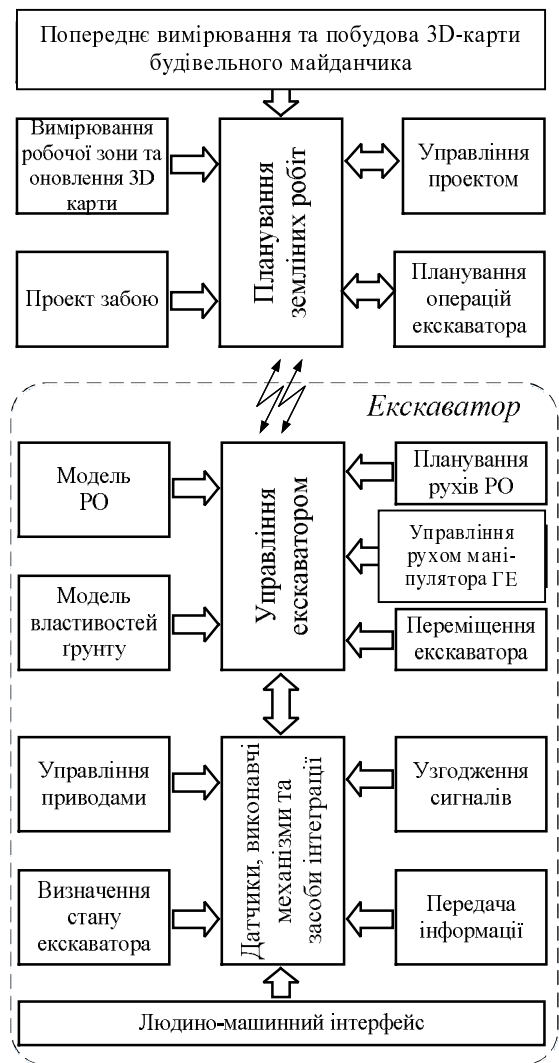 Попереднє вимірювання та побудова 3D-карти
будівельного майданчика
Вимірювання
робочої зони та
оновлення 3D
карти
Планування
земліних робіт
Управління
проектом
Проект забою
Планування
операцій
екскаватора
Екскаватор
Модель
РО
Управління
екскаватором
Планування
рухів РО
Управління
рухом мані-
пулятора ГЕ
Модель
властивостей
ґрунту
Переміщення
екскаватора
Управління
приводами
Датчики, виконавчі
механізми та
засоби інтеграції
Узгодження
сигналів
Визначення
стану
екскаватора
Передача
інформації
Людино-машинний інтерфейс